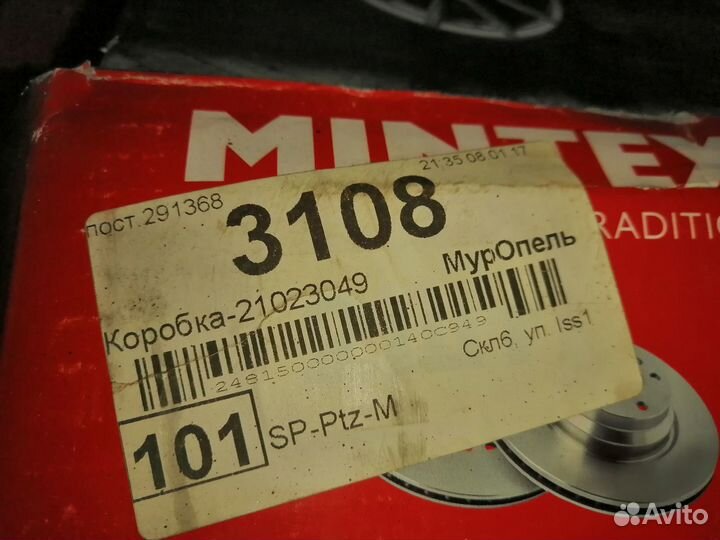 MINTEX
RADITIO
21:35 08.01.17
пост.291368
3108
МурОпель
Коробка-21023049
248150000000140C949
Скл6, уп. Iss1
101
SP-Ptz-M
Avito